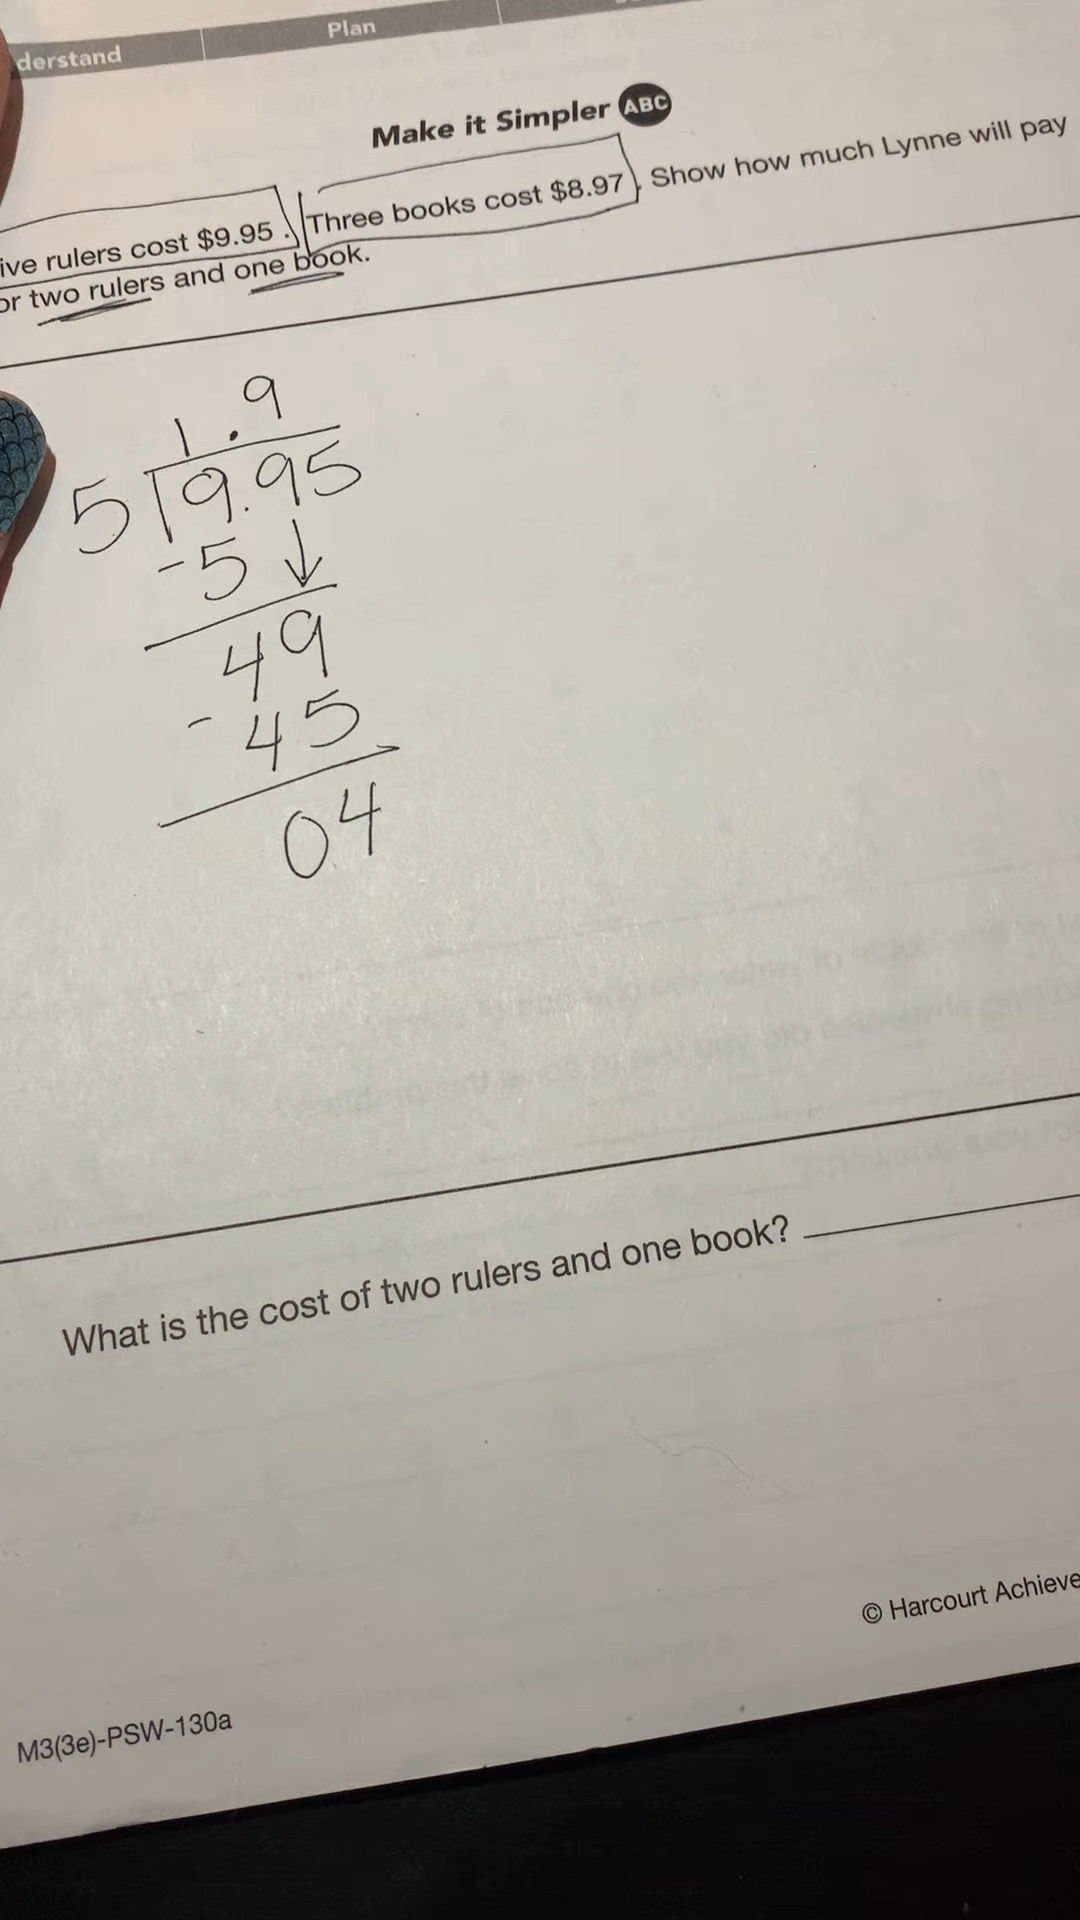 derstand Plan
Make it Simpler ABC
ive rulers cost $9.95. Three books cost $8.97. Show how much Lynne will pay
or two rulers and one book.
1.9
5 9.95
-5
49
-45
04
What is the cost of two rulers and one book?
© Harcourt Achieve
M3(3e)-PSW-130a